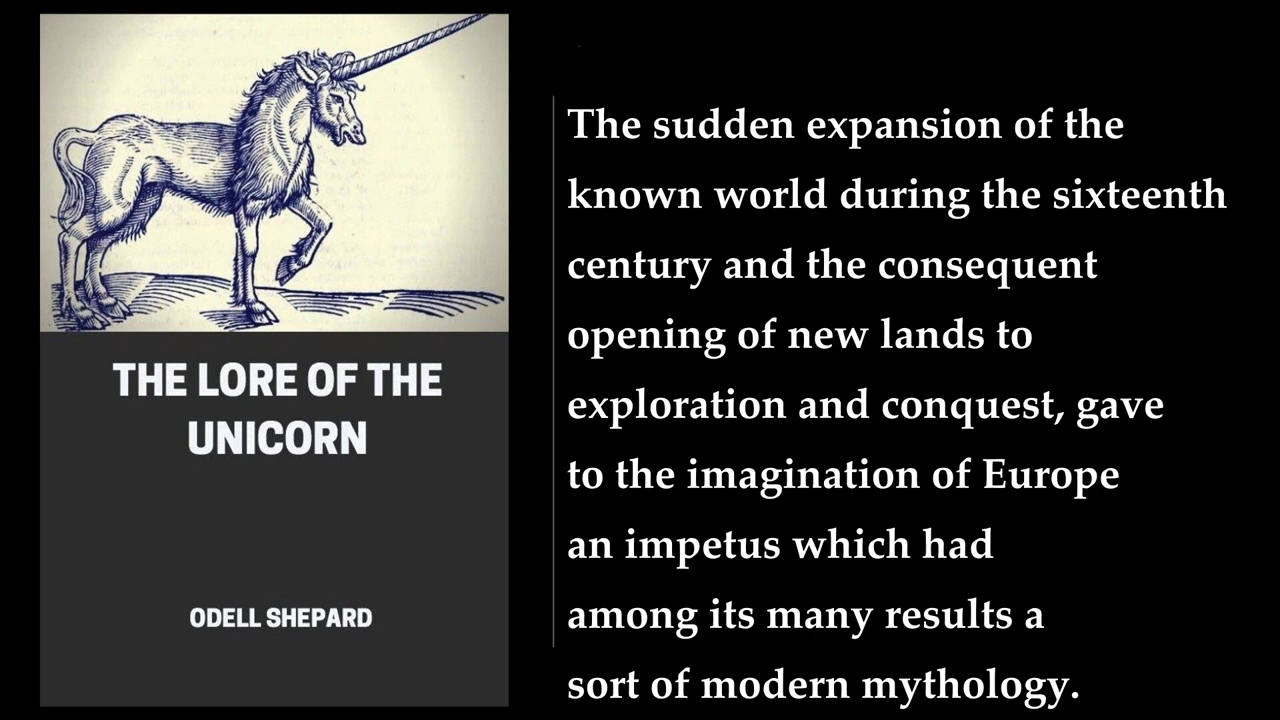 THE LORE OF THE
UNICORN
ODELL SHEPARD
The sudden expansion of the
known world during the sixteenth
century and the consequent
opening of new lands to
exploration and conquest, gave
to the imagination of Europe
an impetus which had
among its many results a
sort of modern mythology.